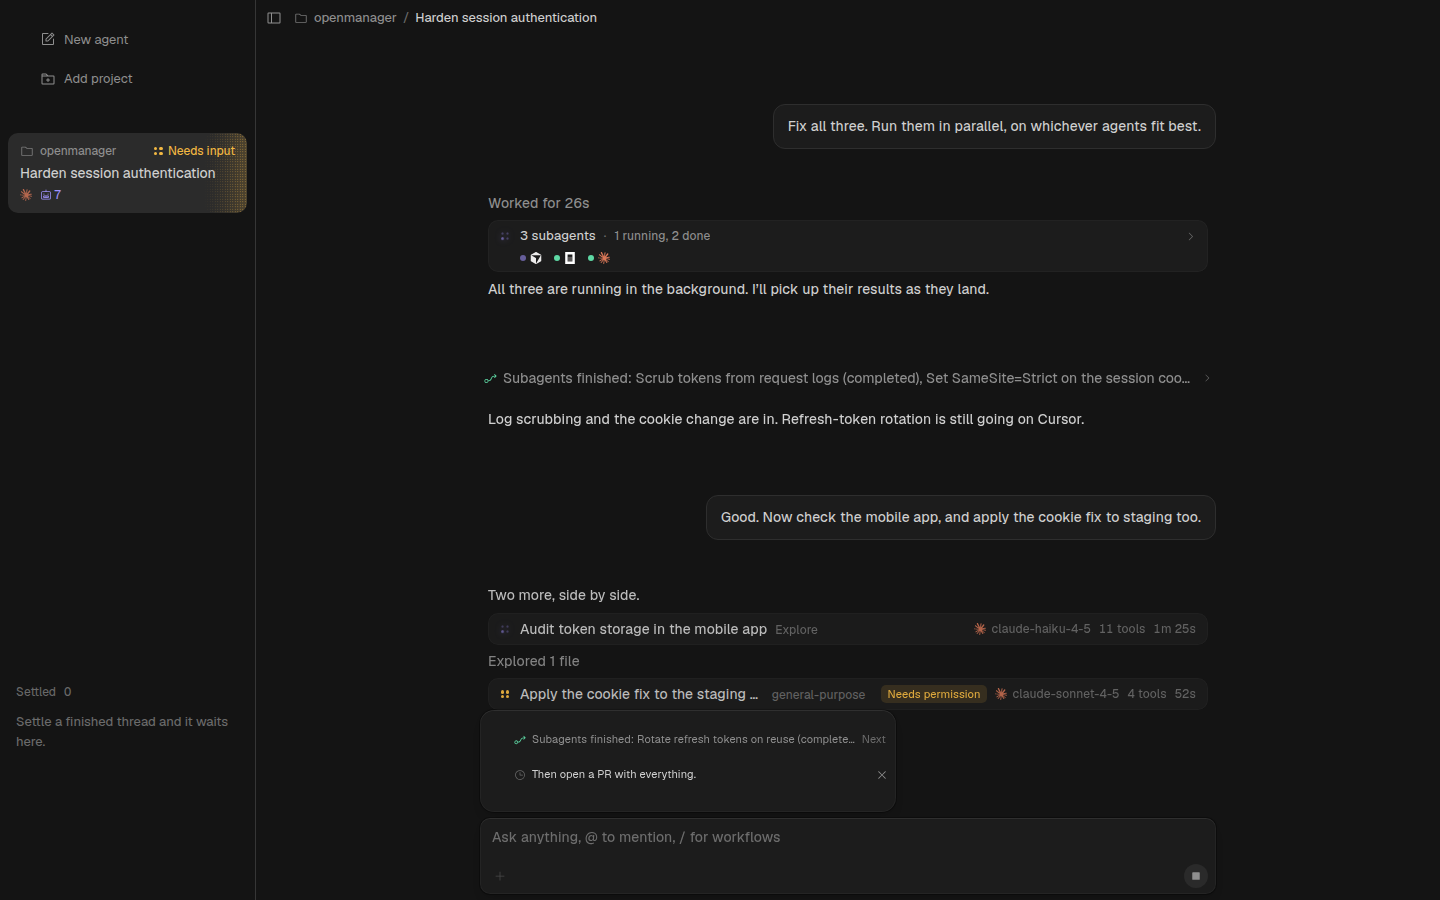 New agent
Add project
openmanager
Needs input
Harden session authentication
7
Settled 0
Settle a finished thread and it waits
here.
openmanager / Harden session authentication
Fix all three. Run them in parallel, on whichever agents fit best.
Worked for 26s
3 subagents · 1 running, 2 done
All three are running in the background. I’ll pick up their results as they land.
Subagents finished: Scrub tokens from request logs (completed), Set SameSite=Strict on the session coo…
Log scrubbing and the cookie change are in. Refresh-token rotation is still going on Cursor.
Good. Now check the mobile app, and apply the cookie fix to staging too.
Two more, side by side.
Audit token storage in the mobile app Explore claude-haiku-4-5 11 tools 1m 25s
Explored 1 file
Apply the cookie fix to the staging … general-purpose Needs permission claude-sonnet-4-5 4 tools 52s
Subagents finished: Rotate refresh tokens on reuse (complete… Next
Then open a PR with everything.
Ask anything, @ to mention, / for workflows